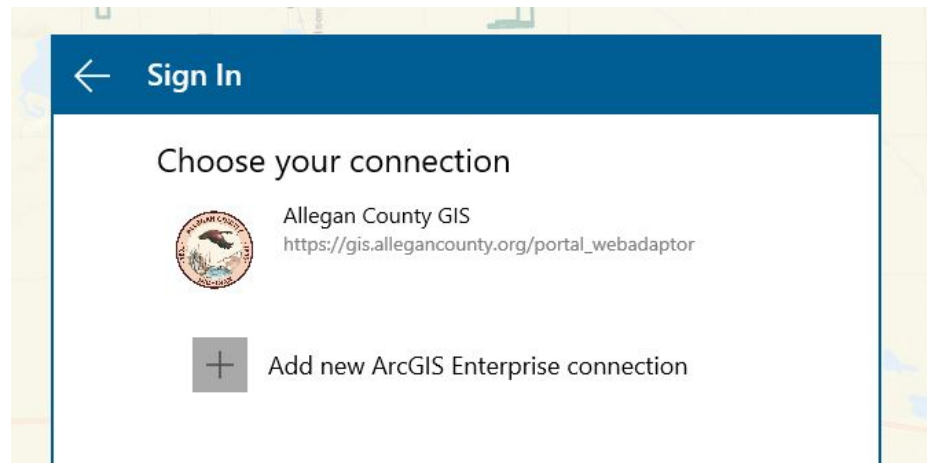 Sign In
Choose your connection
Allegan County GIS
https://gis.allegancounty.org/portal_webadaptor
Add new ArcGIS Enterprise connection